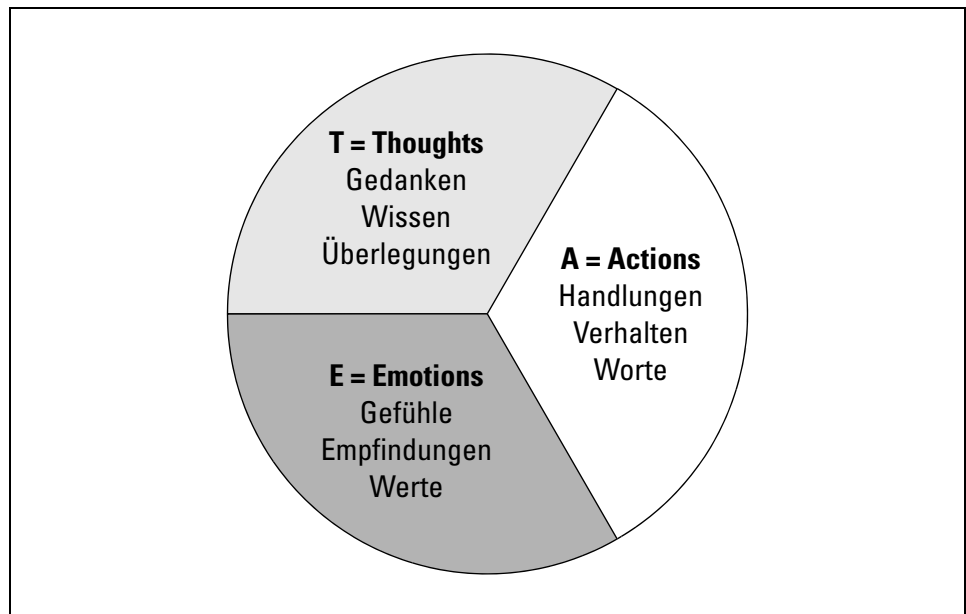 T = Thoughts
Gedanken
Wissen
Überlegungen
A = Actions
Handlungen
Verhalten
Worte
E = Emotions
Gefühle
Empfindungen
Werte